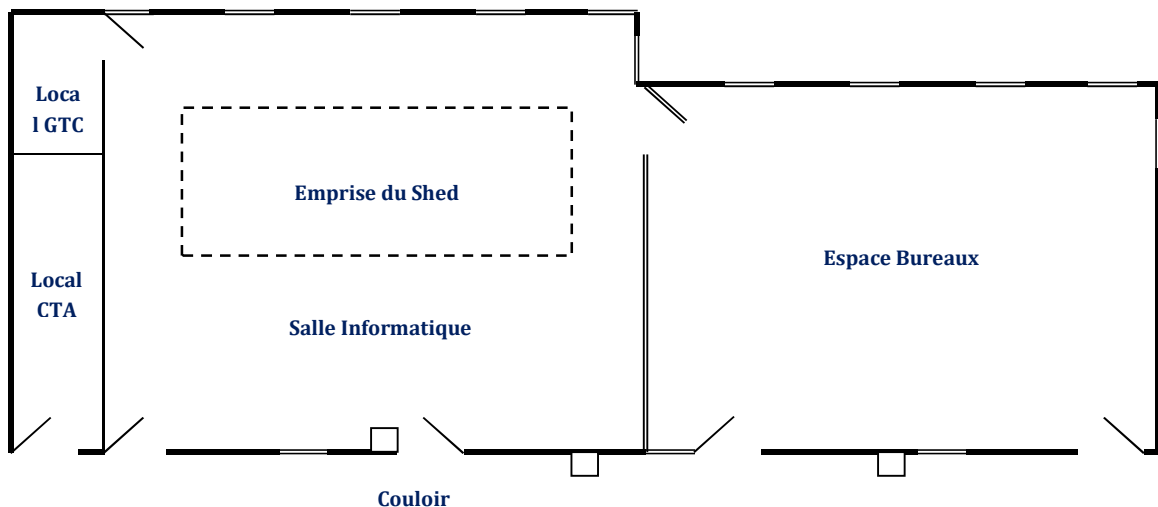 Loca
l GTC
Emprise du Shed
Espace Bureaux
Local
CTA
Salle Informatique
Couloir